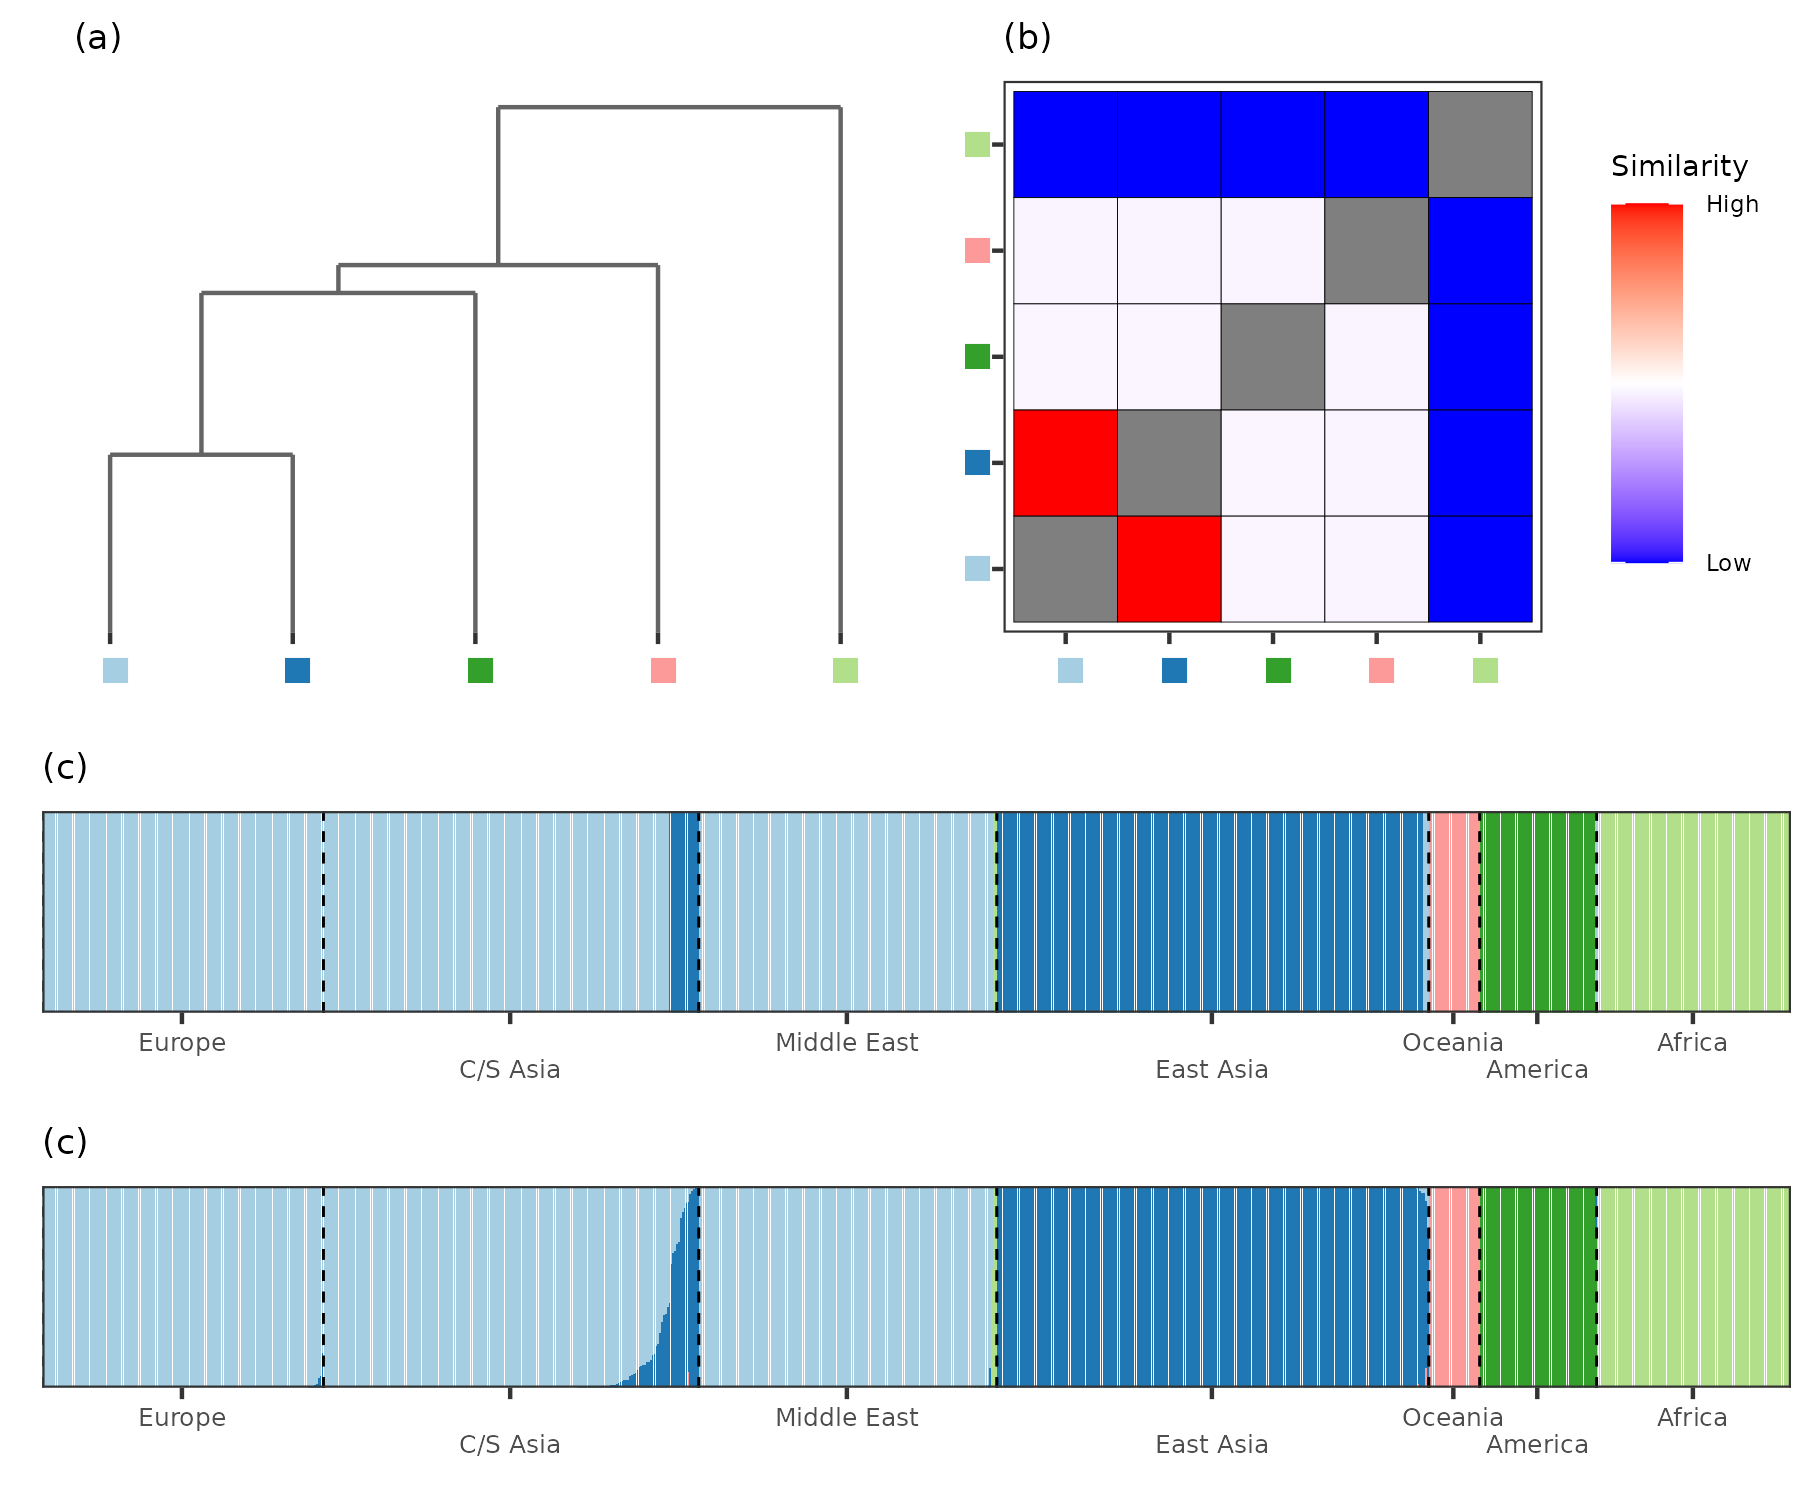 (a)
(b)
Similarity
High
Low
(c)
Europe
C/S Asia
Middle East
East Asia
Oceania
America
Africa
(c)
Europe
C/S Asia
Middle East
East Asia
Oceania
America
Africa